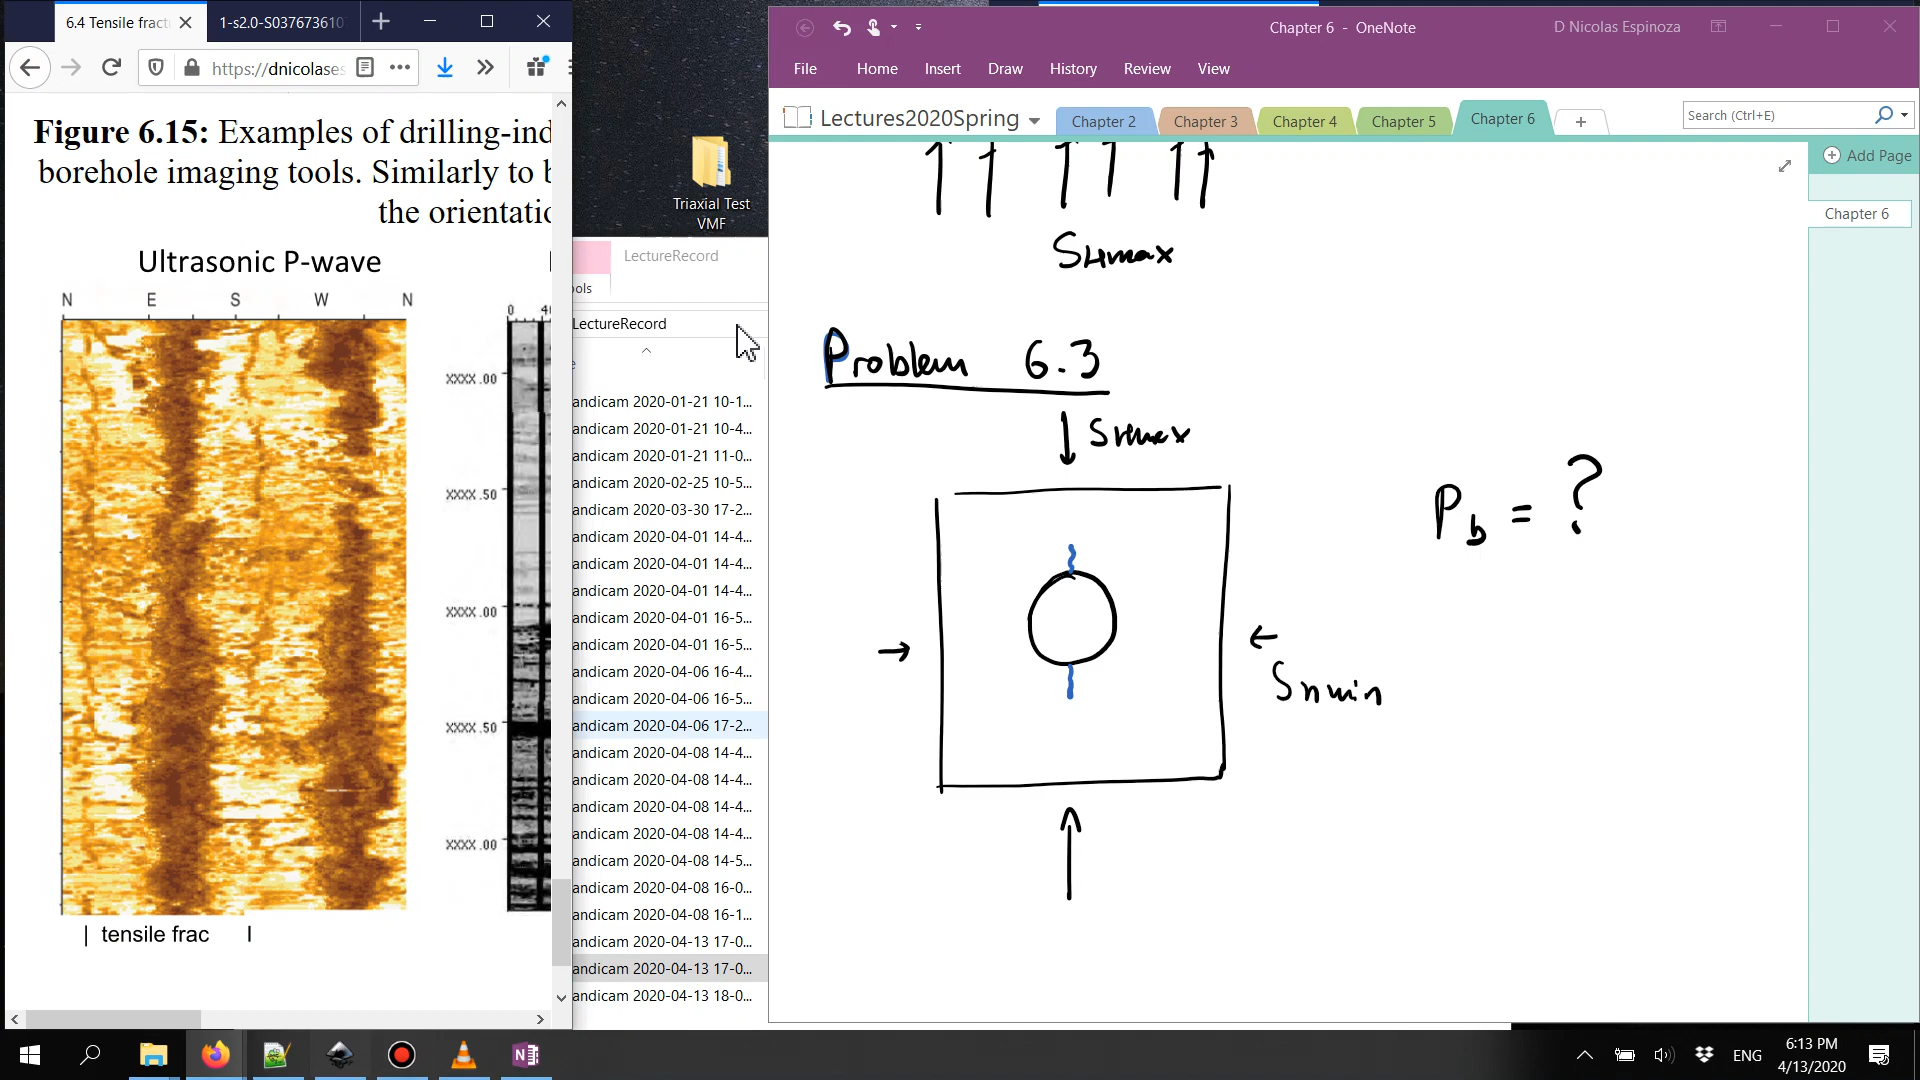 6.4 Tensile fract
1-s2.0-S037673610
https://dnicolases
Figure 6.15: Examples of drilling-ind
borehole imaging tools. Similarly to b
the orientatio
Ultrasonic P-wave
N E S W N
0 40
XXXX .00
XXXX .50
XXXX .00
XXXX .50
XXXX .00
| tensile frac |
Triaxial Test
VMF
LectureRecord
ols
LectureRecord
andicam 2020-01-21 10-1...
andicam 2020-01-21 10-4...
andicam 2020-01-21 11-0...
andicam 2020-02-25 10-5...
andicam 2020-03-30 17-2...
andicam 2020-04-01 14-4...
andicam 2020-04-01 14-4...
andicam 2020-04-01 14-4...
andicam 2020-04-01 16-5...
andicam 2020-04-01 16-5...
andicam 2020-04-06 16-4...
andicam 2020-04-06 16-5...
andicam 2020-04-06 17-2...
andicam 2020-04-08 14-4...
andicam 2020-04-08 14-4...
andicam 2020-04-08 14-4...
andicam 2020-04-08 14-4...
andicam 2020-04-08 14-5...
andicam 2020-04-08 16-0...
andicam 2020-04-08 16-1...
andicam 2020-04-13 17-0...
andicam 2020-04-13 17-0...
andicam 2020-04-13 18-0...
Chapter 6 - OneNote
D Nicolas Espinoza
File Home Insert Draw History Review View
Lectures2020Spring
Chapter 2 Chapter 3 Chapter 4 Chapter 5 Chapter 6
Search (Ctrl+E)
Add Page
Chapter 6
SHmax
Problem 6.3
SHmax
Pb = ?
Shmin
ENG
6:13 PM
4/13/2020